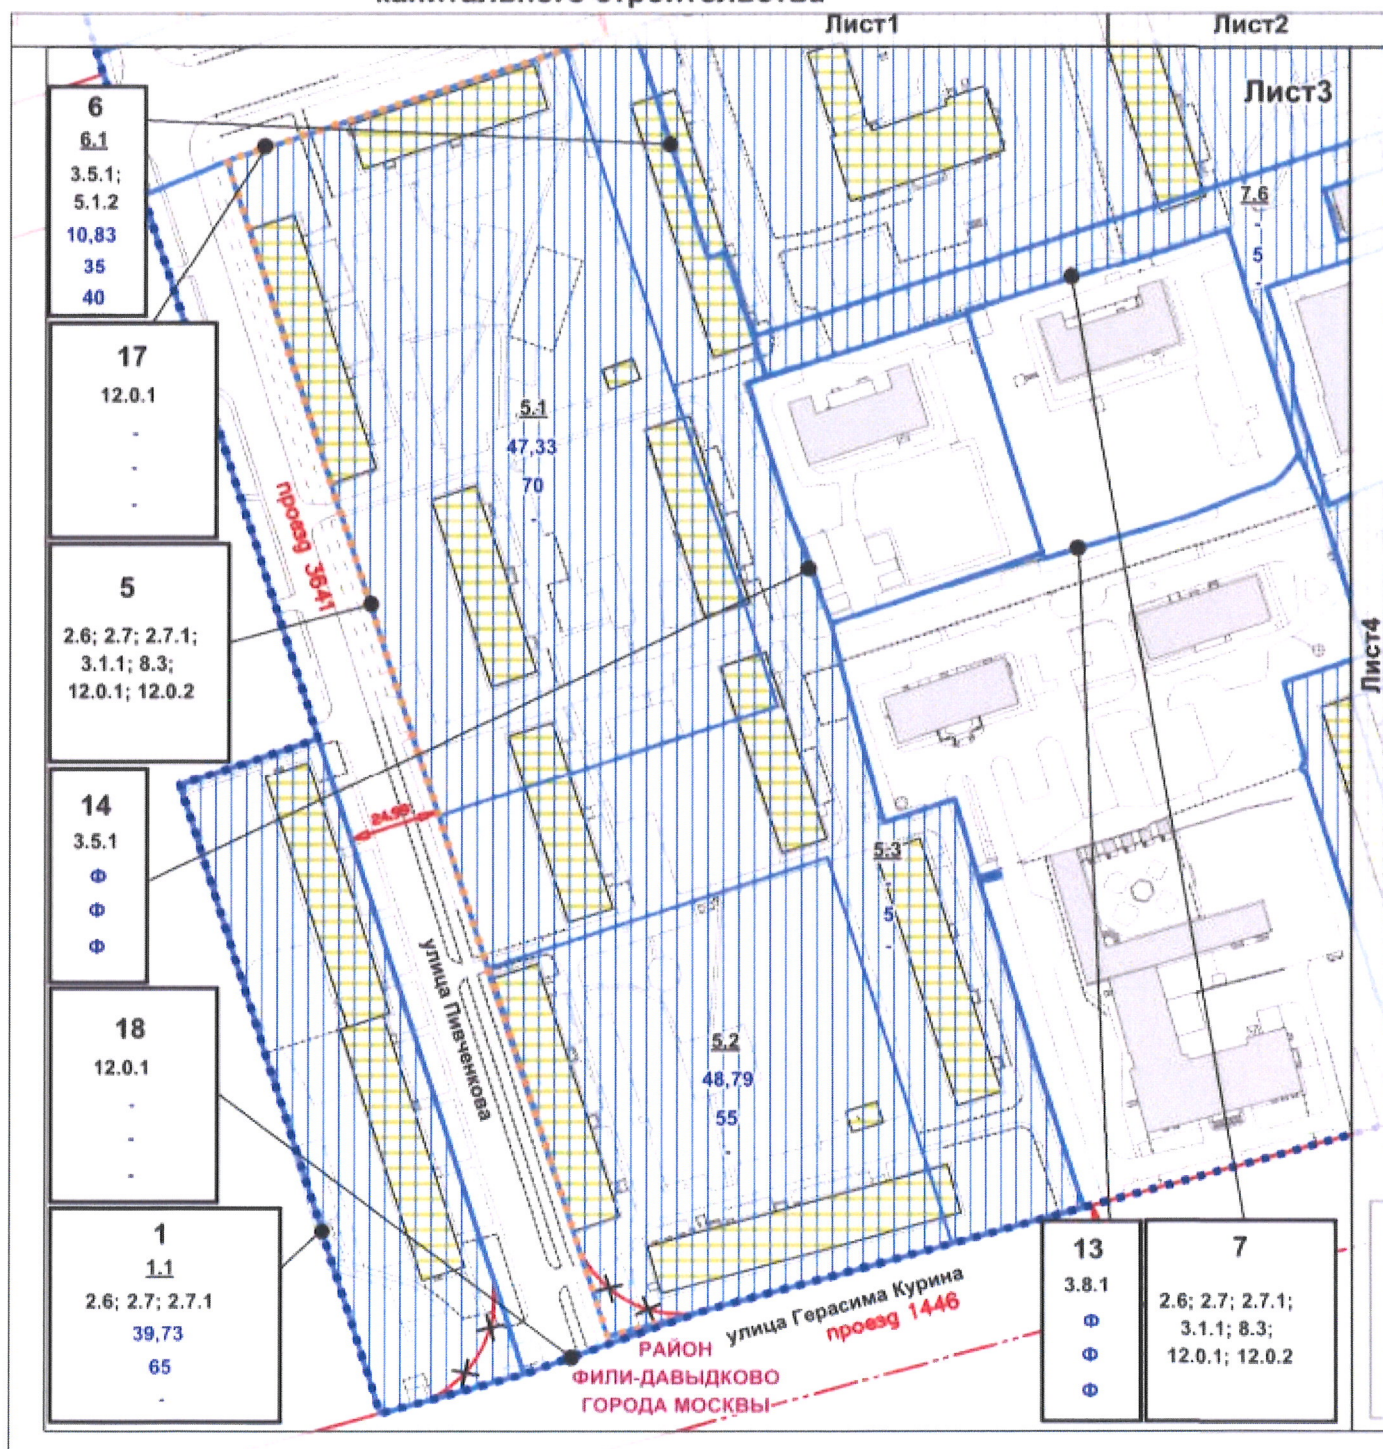 капитального строительства
Лист1
Лист2
Лист3
Лист4
6
6.1
3.5.1;
5.1.2
10,83
35
40
17
12.0.1
-
-
-
5
2.6; 2.7; 2.7.1;
3.1.1; 8.3;
12.0.1; 12.0.2
14
3.5.1
Ф
Ф
Ф
18
12.0.1
-
-
-
1
1.1
2.6; 2.7; 2.7.1
39,73
65
-
7.6
-
5
-
5.1
47,33
70
-
проезд 3641
24.99
5.3
-
5
-
улица Пивченкова
5.2
48,79
55
-
улица Герасима Курина
проезд 1446
РАЙОН
ФИЛИ-ДАВЫДКОВО
ГОРОДА МОСКВЫ
13
3.8.1
Ф
Ф
Ф
7
2.6; 2.7; 2.7.1;
3.1.1; 8.3;
12.0.1; 12.0.2